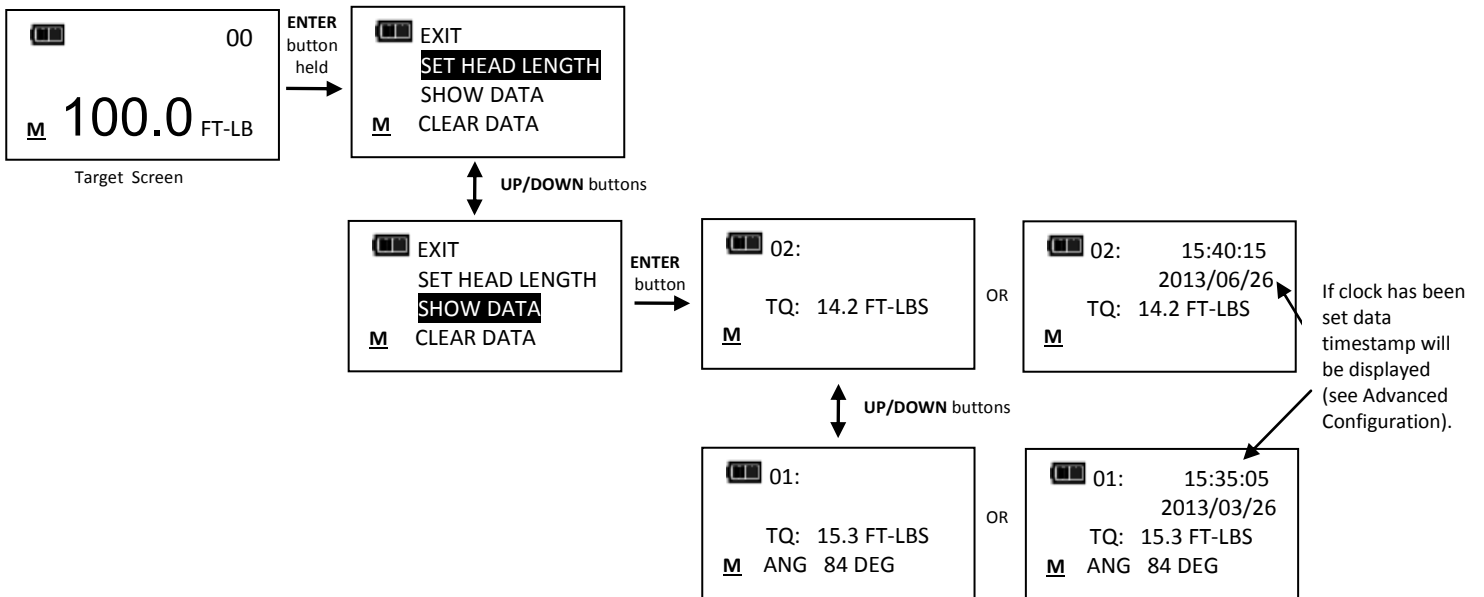 00
M 100.0 FT-LB
Target Screen
ENTER
button
held
EXIT
SET HEAD LENGTH
SHOW DATA
M CLEAR DATA
UP/DOWN buttons
EXIT
SET HEAD LENGTH
SHOW DATA
M CLEAR DATA
ENTER
button
02:
TQ: 14.2 FT-LBS
M
OR
02: 15:40:15
2013/06/26
TQ: 14.2 FT-LBS
M
If clock has been
set data
timestamp will
be displayed
(see Advanced
Configuration).
UP/DOWN buttons
01:
TQ: 15.3 FT-LBS
M ANG 84 DEG
OR
01: 15:35:05
2013/03/26
TQ: 15.3 FT-LBS
M ANG 84 DEG